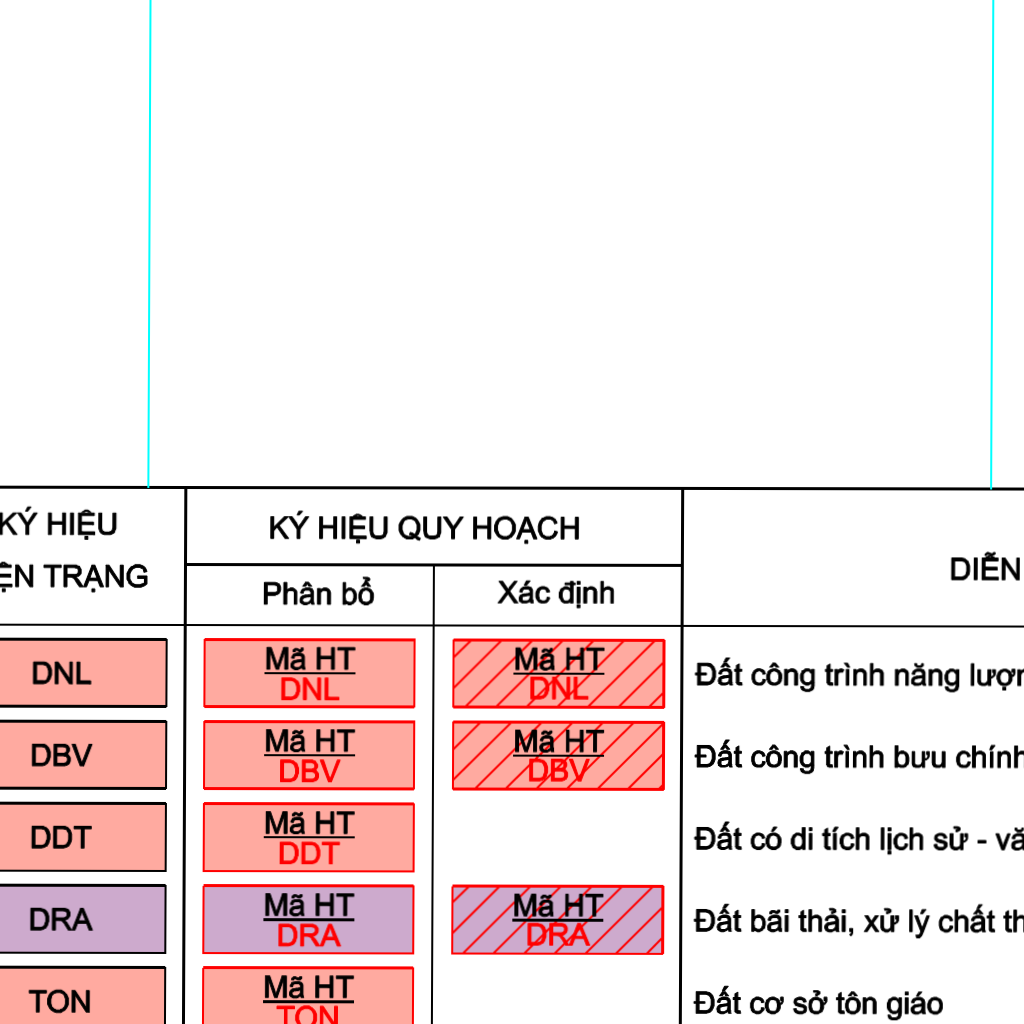 KÝ HIỆU QUY HOẠCH
KÝ HIỆU
ỆN TRẠNG
Phân bổ
Xác định
DIỄN
DNL
Mã HT
DNL
Mã HT
DNL
Đất công trình năng lượn
DBV
Mã HT
DBV
Mã HT
DBV
Đất công trình bưu chính
DDT
Mã HT
DDT
Đất có di tích lịch sử - vă
DRA
Mã HT
DRA
Mã HT
DRA
Đất bãi thải, xử lý chất th
TON
Mã HT
TON
Đất cơ sở tôn giáo